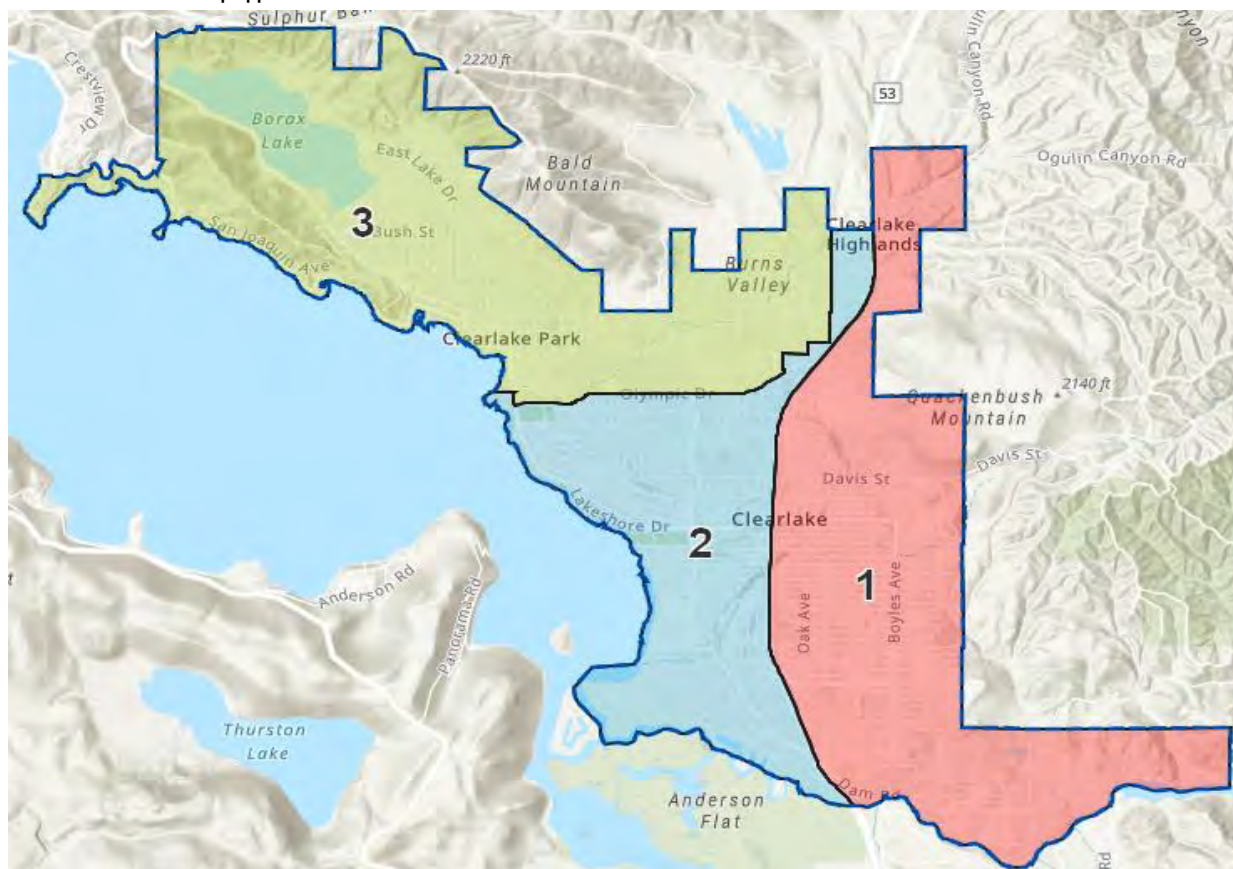 Sulphur Ban
Canyon
Crestview Dr
2220 ft
53
Canyon Rd
Borax
Lake
East Lake Dr
Bald
Mountain
Ogulin Canyon Rd
3
Bush St
San Joaquin Ave
Clearlake
Highlands
Burns
Valley
Clearlake Park
Olympic Dr
2140 ft
Quackenbush
Mountain
Davis St
Davis St
Lakeshore Dr
Clearlake
2
1
Anderson Rd
Panorama Rd
Oak Ave
Boyles Ave
Thurston
Lake
Anderson
Flat
Dam Rd
Rd